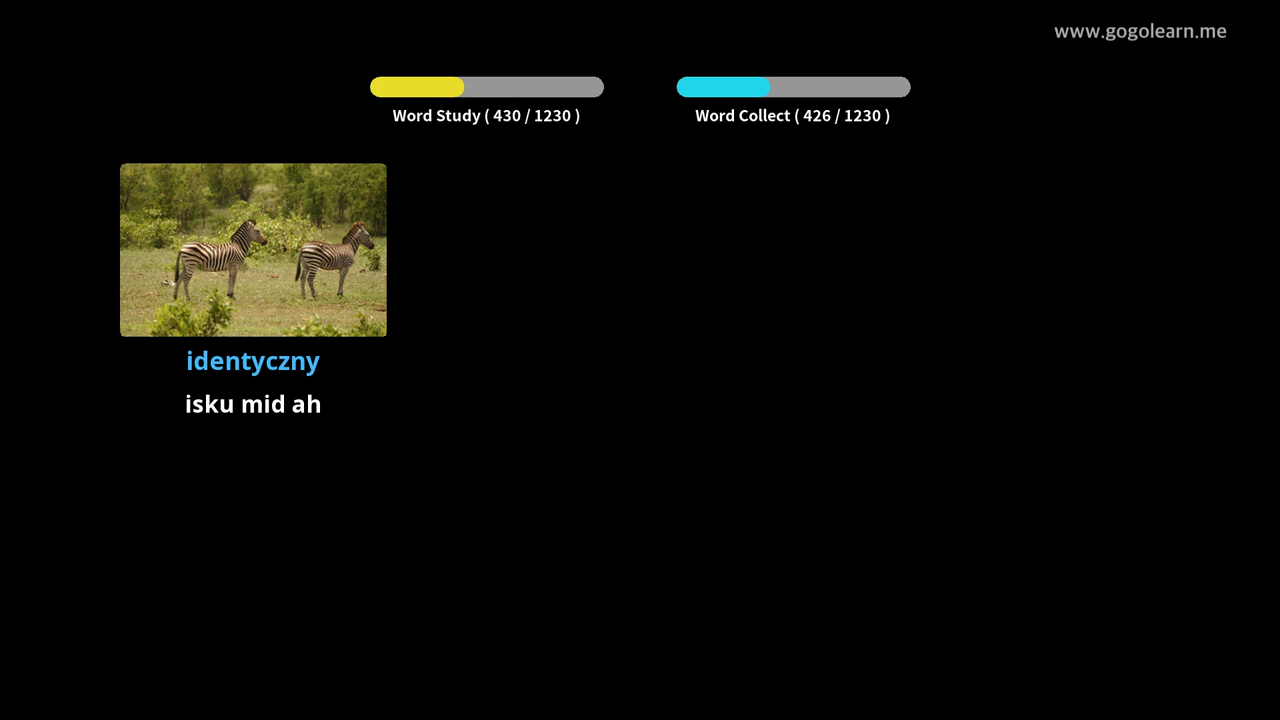 www.gogolearn.me
Word Study ( 430 / 1230 )
Word Collect ( 426 / 1230 )
identyczny
isku mid ah